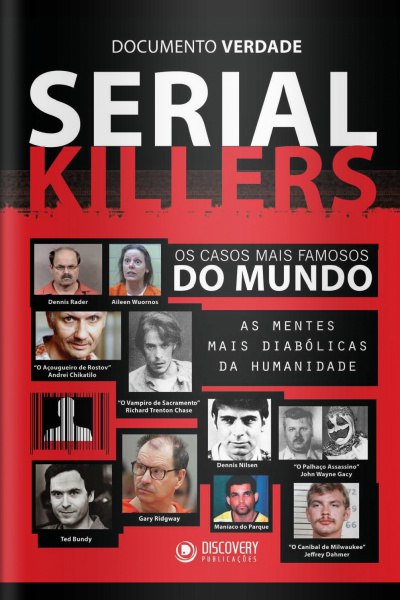 DOCUMENTO VERDADE
SERIAL
KILLERS
OS CASOS MAIS FAMOSOS
DO MUNDO
Dennis Rader
Aileen Wuornos
AS MENTES
MAIS DIABÓLICAS
DA HUMANIDADE
"O Açougueiro de Rostov"
Andrei Chikatilo
"O Vampiro de Sacramento"
Richard Trenton Chase
Dennis Nilsen
"O Palhaço Assassino"
John Wayne Gacy
Ted Bundy
Gary Ridgway
Maníaco do Parque
"O Canibal de Milwaukee"
Jeffrey Dahmer
DISCOVERY
PUBLICAÇÕES